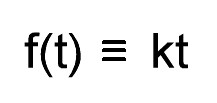 f(t) ≡ kt